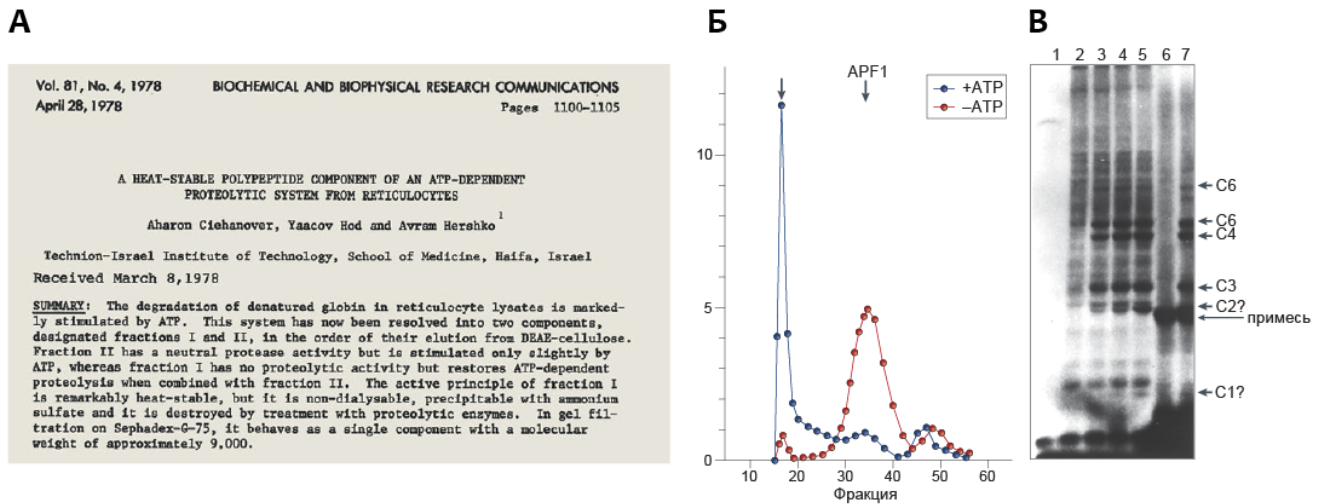 А
Vol. 81, No. 4, 1978 BIOCHEMICAL AND BIOPHYSICAL RESEARCH COMMUNICATIONS
April 28, 1978 Pages 1100-1105
A HEAT-STABLE POLYPEPTIDE COMPONENT OF AN ATP-DEPENDENT
PROTEOLYTIC SYSTEM FROM RETICULOCYTES
Aharon Ciehanover, Yaacov Hod and Avram Hershko 1
Technion-Israel Institute of Technology, School of Medicine, Haifa, Israel
Received March 8,1978
SUMMARY: The degradation of denatured globin in reticulocyte lysates is marked-
ly stimulated by ATP. This system has now been resolved into two components,
designated fractions I and II, in the order of their elution from DEAE-cellulose.
Fraction II has a neutral protease activity but is stimulated only slightly by
ATP, whereas fraction I has no proteolytic activity but restores ATP-dependent
proteolysis when combined with fraction II. The active principle of fraction I
is remarkably heat-stable, but it is non-dialysable, precipitable with ammonium
sulfate and it is destroyed by treatment with proteolytic enzymes. In gel fil-
tration on Sephadex-G-75, it behaves as a single component with a molecular
weight of approximately 9,000.
Б
APF1
+ATP
–ATP
10
5
0
10 20 30 40 50 60
Фракция
В
1 2 3 4 5 6 7
C6
C6
C4
C3
C2?
примесь
C1?